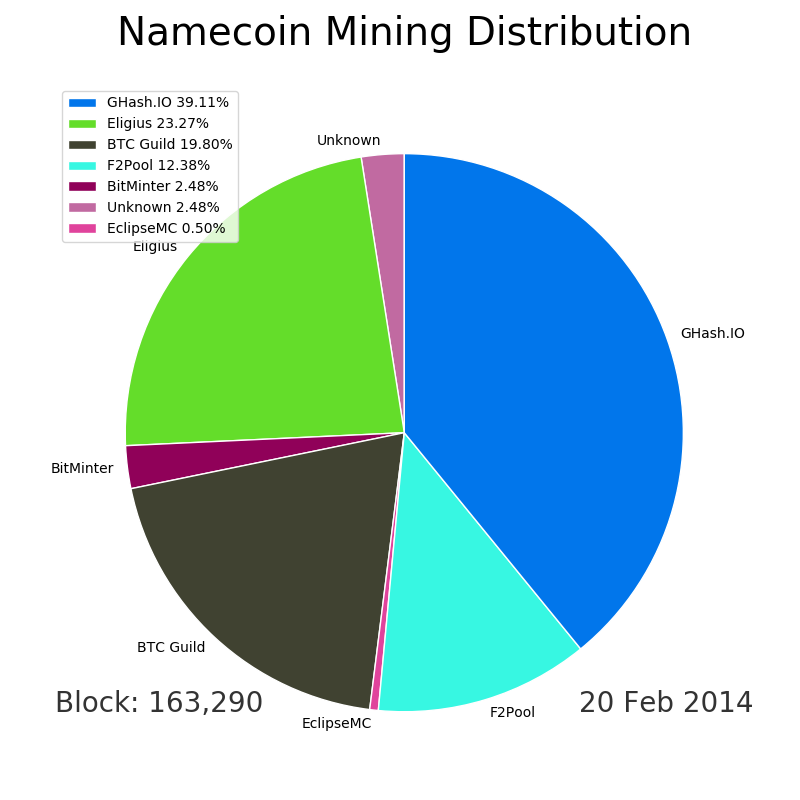 Namecoin Mining Distribution
GHash.IO 39.11%
Eligius 23.27%
BTC Guild 19.80%
F2Pool 12.38%
BitMinter 2.48%
Unknown 2.48%
EclipseMC 0.50%
Unknown
Eligius
GHash.IO
BitMinter
BTC Guild
EclipseMC
F2Pool
Block: 163,290
20 Feb 2014